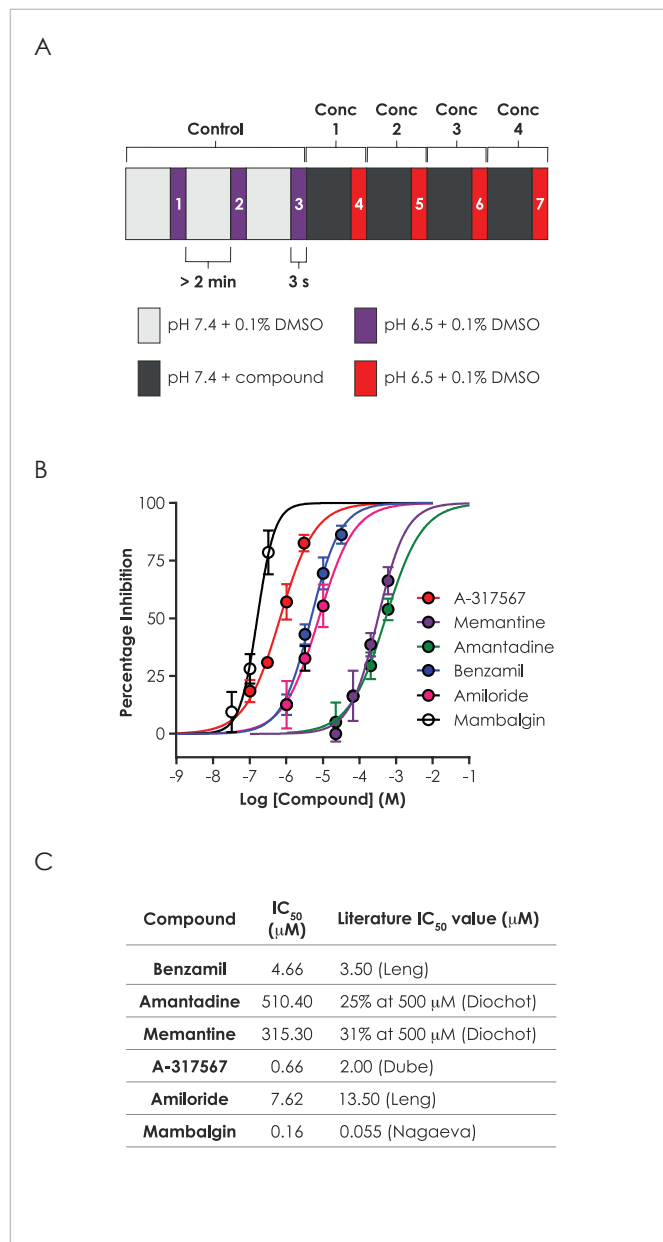 A
Control
Conc 1
Conc 2
Conc 3
Conc 4
1 2 3 4 5 6 7
> 2 min 3 s
pH 7.4 + 0.1% DMSO pH 6.5 + 0.1% DMSO
pH 7.4 + compound pH 6.5 + 0.1% DMSO
B
Percentage Inhibition
100
75
50
25
0
-9 -8 -7 -6 -5 -4 -3 -2 -1
Log [Compound] (M)
A-317567
Memantine
Amantadine
Benzamil
Amiloride
Mambalgin
C
Compound IC50 (μM) Literature IC50 value (μM)
Benzamil 4.66 3.50 (Leng)
Amantadine 510.40 25% at 500 μM (Diochot)
Memantine 315.30 31% at 500 μM (Diochot)
A-317567 0.66 2.00 (Dube)
Amiloride 7.62 13.50 (Leng)
Mambalgin 0.16 0.055 (Nagaeva)